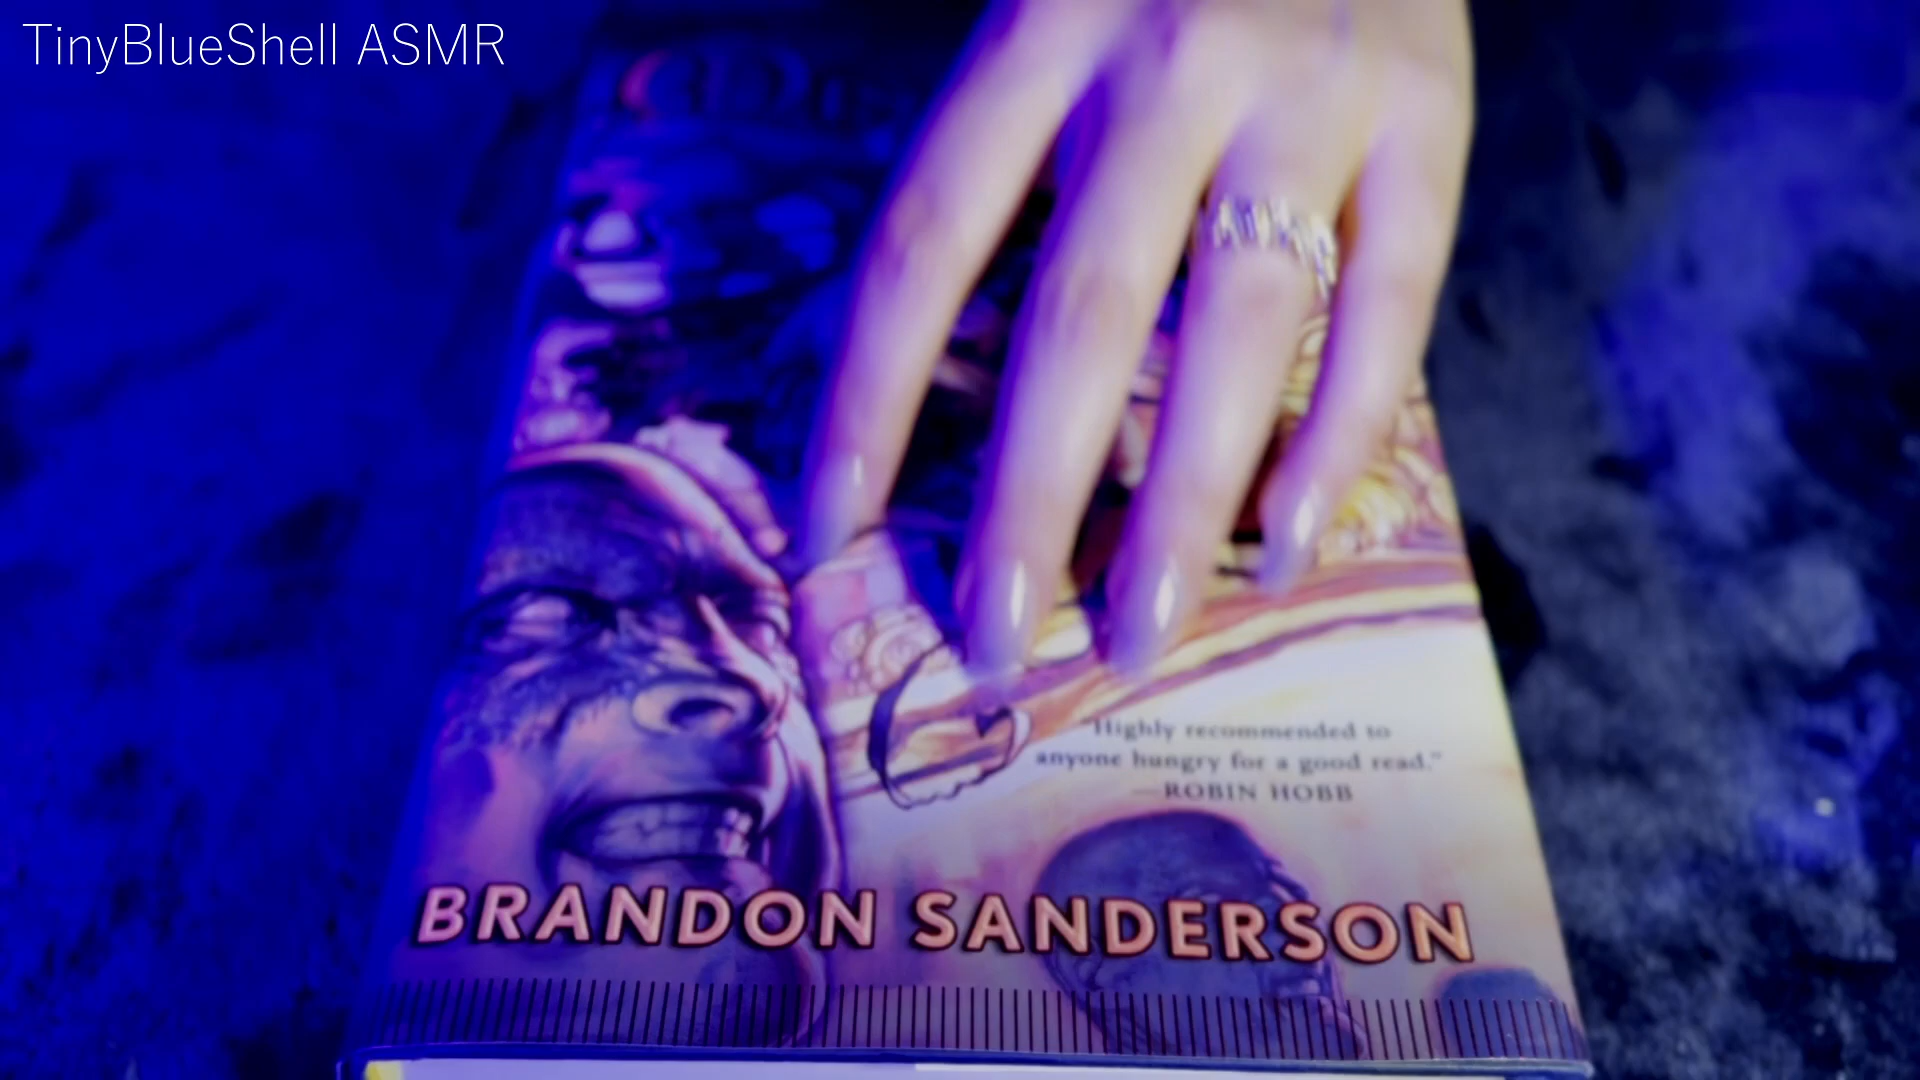 TinyBlueShell ASMR
"Highly recommended to
anyone hungry for a good read."
—ROBIN HOBB
BRANDON SANDERSON